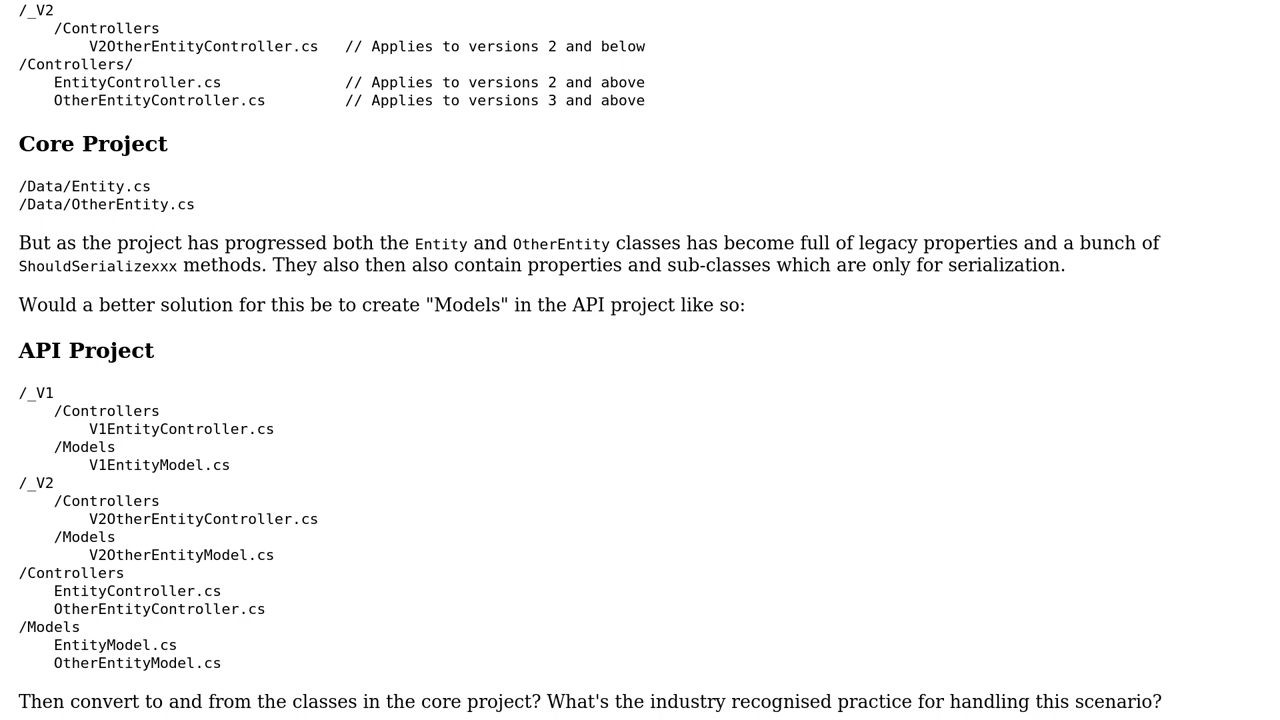 /_V2
    /Controllers
        V2OtherEntityController.cs   // Applies to versions 2 and below
/Controllers/
    EntityController.cs              // Applies to versions 2 and above
    OtherEntityController.cs         // Applies to versions 3 and above
Core Project
/Data/Entity.cs
/Data/OtherEntity.cs
But as the project has progressed both the Entity and OtherEntity classes has become full of legacy properties and a bunch of
ShouldSerializexxx methods. They also then also contain properties and sub-classes which are only for serialization.
Would a better solution for this be to create "Models" in the API project like so:
API Project
/_V1
    /Controllers
        V1EntityController.cs
    /Models
        V1EntityModel.cs
/_V2
    /Controllers
        V2OtherEntityController.cs
    /Models
        V2OtherEntityModel.cs
/Controllers
    EntityController.cs
    OtherEntityController.cs
/Models
    EntityModel.cs
    OtherEntityModel.cs
Then convert to and from the classes in the core project? What's the industry recognised practice for handling this scenario?